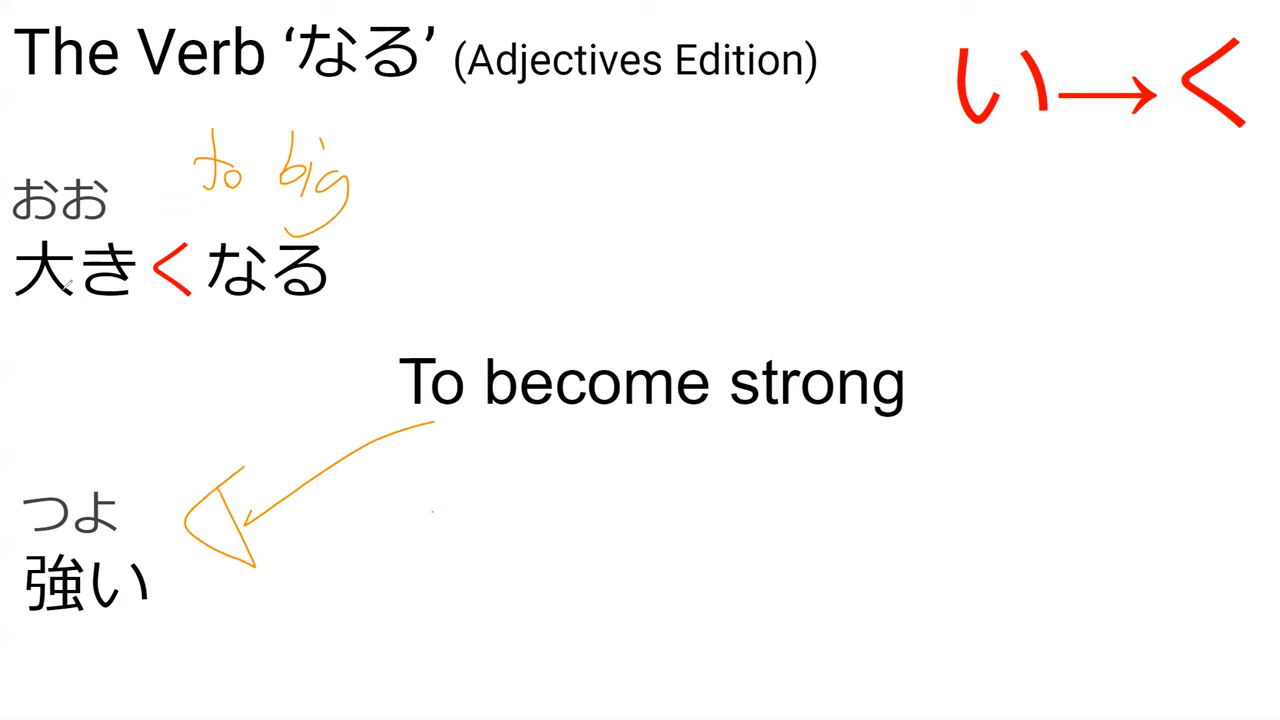 The Verb ‘なる’ (Adjectives Edition)
い→く
to big
おお
大きくなる
To become strong
つよ
強い